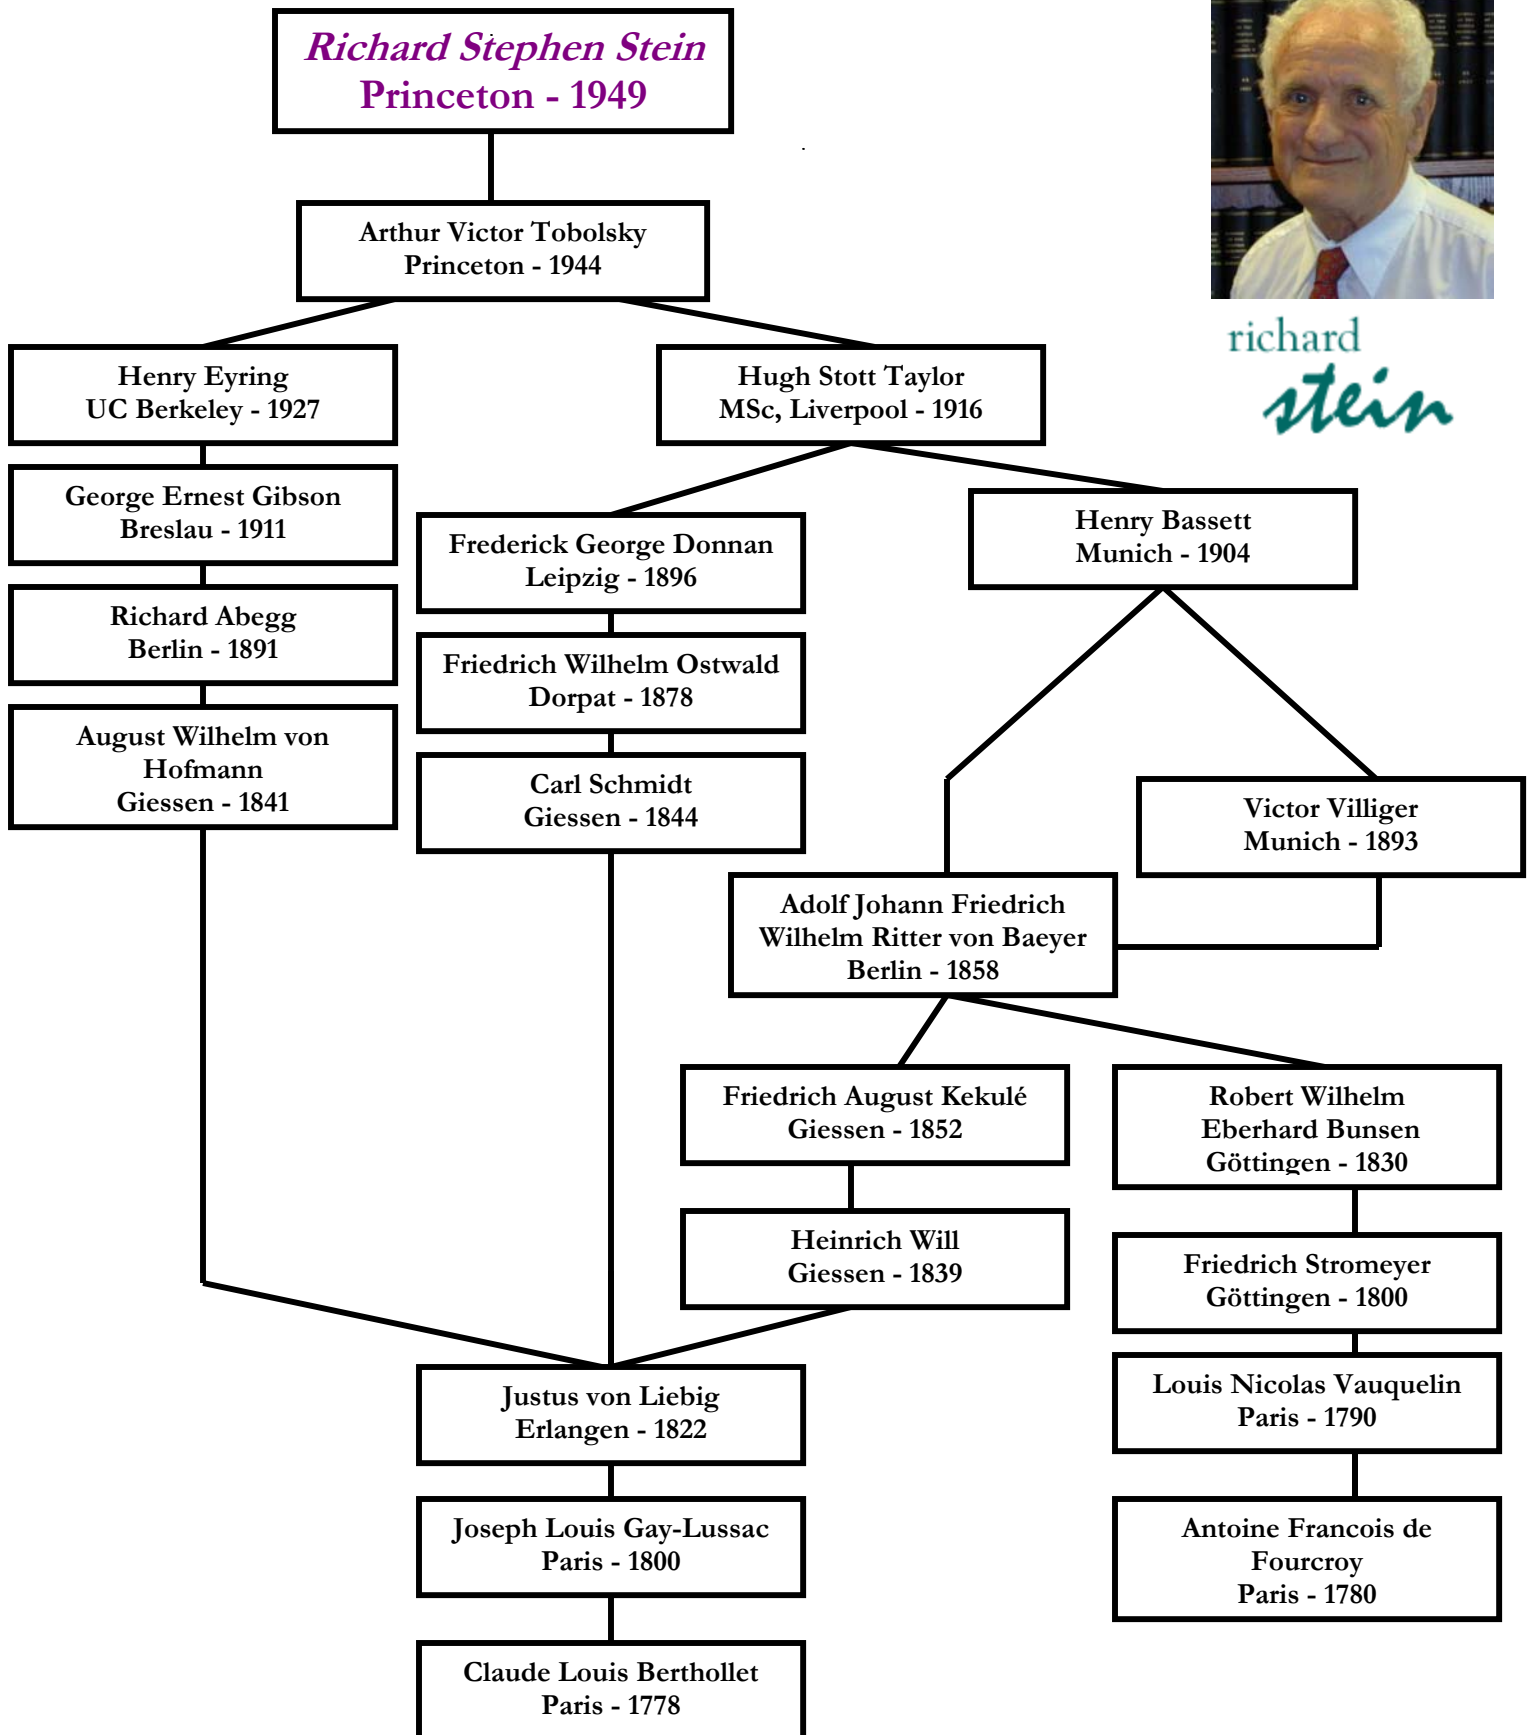 Richard Stephen Stein
Princeton - 1949
Arthur Victor Tobolsky
Princeton - 1944
richard
stein
Henry Eyring
UC Berkeley - 1927
Hugh Stott Taylor
MSc, Liverpool - 1916
George Ernest Gibson
Breslau - 1911
Frederick George Donnan
Leipzig - 1896
Henry Bassett
Munich - 1904
Richard Abegg
Berlin - 1891
Friedrich Wilhelm Ostwald
Dorpat - 1878
August Wilhelm von
Hofmann
Giessen - 1841
Carl Schmidt
Giessen - 1844
Victor Villiger
Munich - 1893
Adolf Johann Friedrich
Wilhelm Ritter von Baeyer
Berlin - 1858
Friedrich August Kekulé
Giessen - 1852
Robert Wilhelm
Eberhard Bunsen
Göttingen - 1830
Heinrich Will
Giessen - 1839
Friedrich Stromeyer
Göttingen - 1800
Justus von Liebig
Erlangen - 1822
Louis Nicolas Vauquelin
Paris - 1790
Joseph Louis Gay-Lussac
Paris - 1800
Antoine Francois de
Fourcroy
Paris - 1780
Claude Louis Berthollet
Paris - 1778